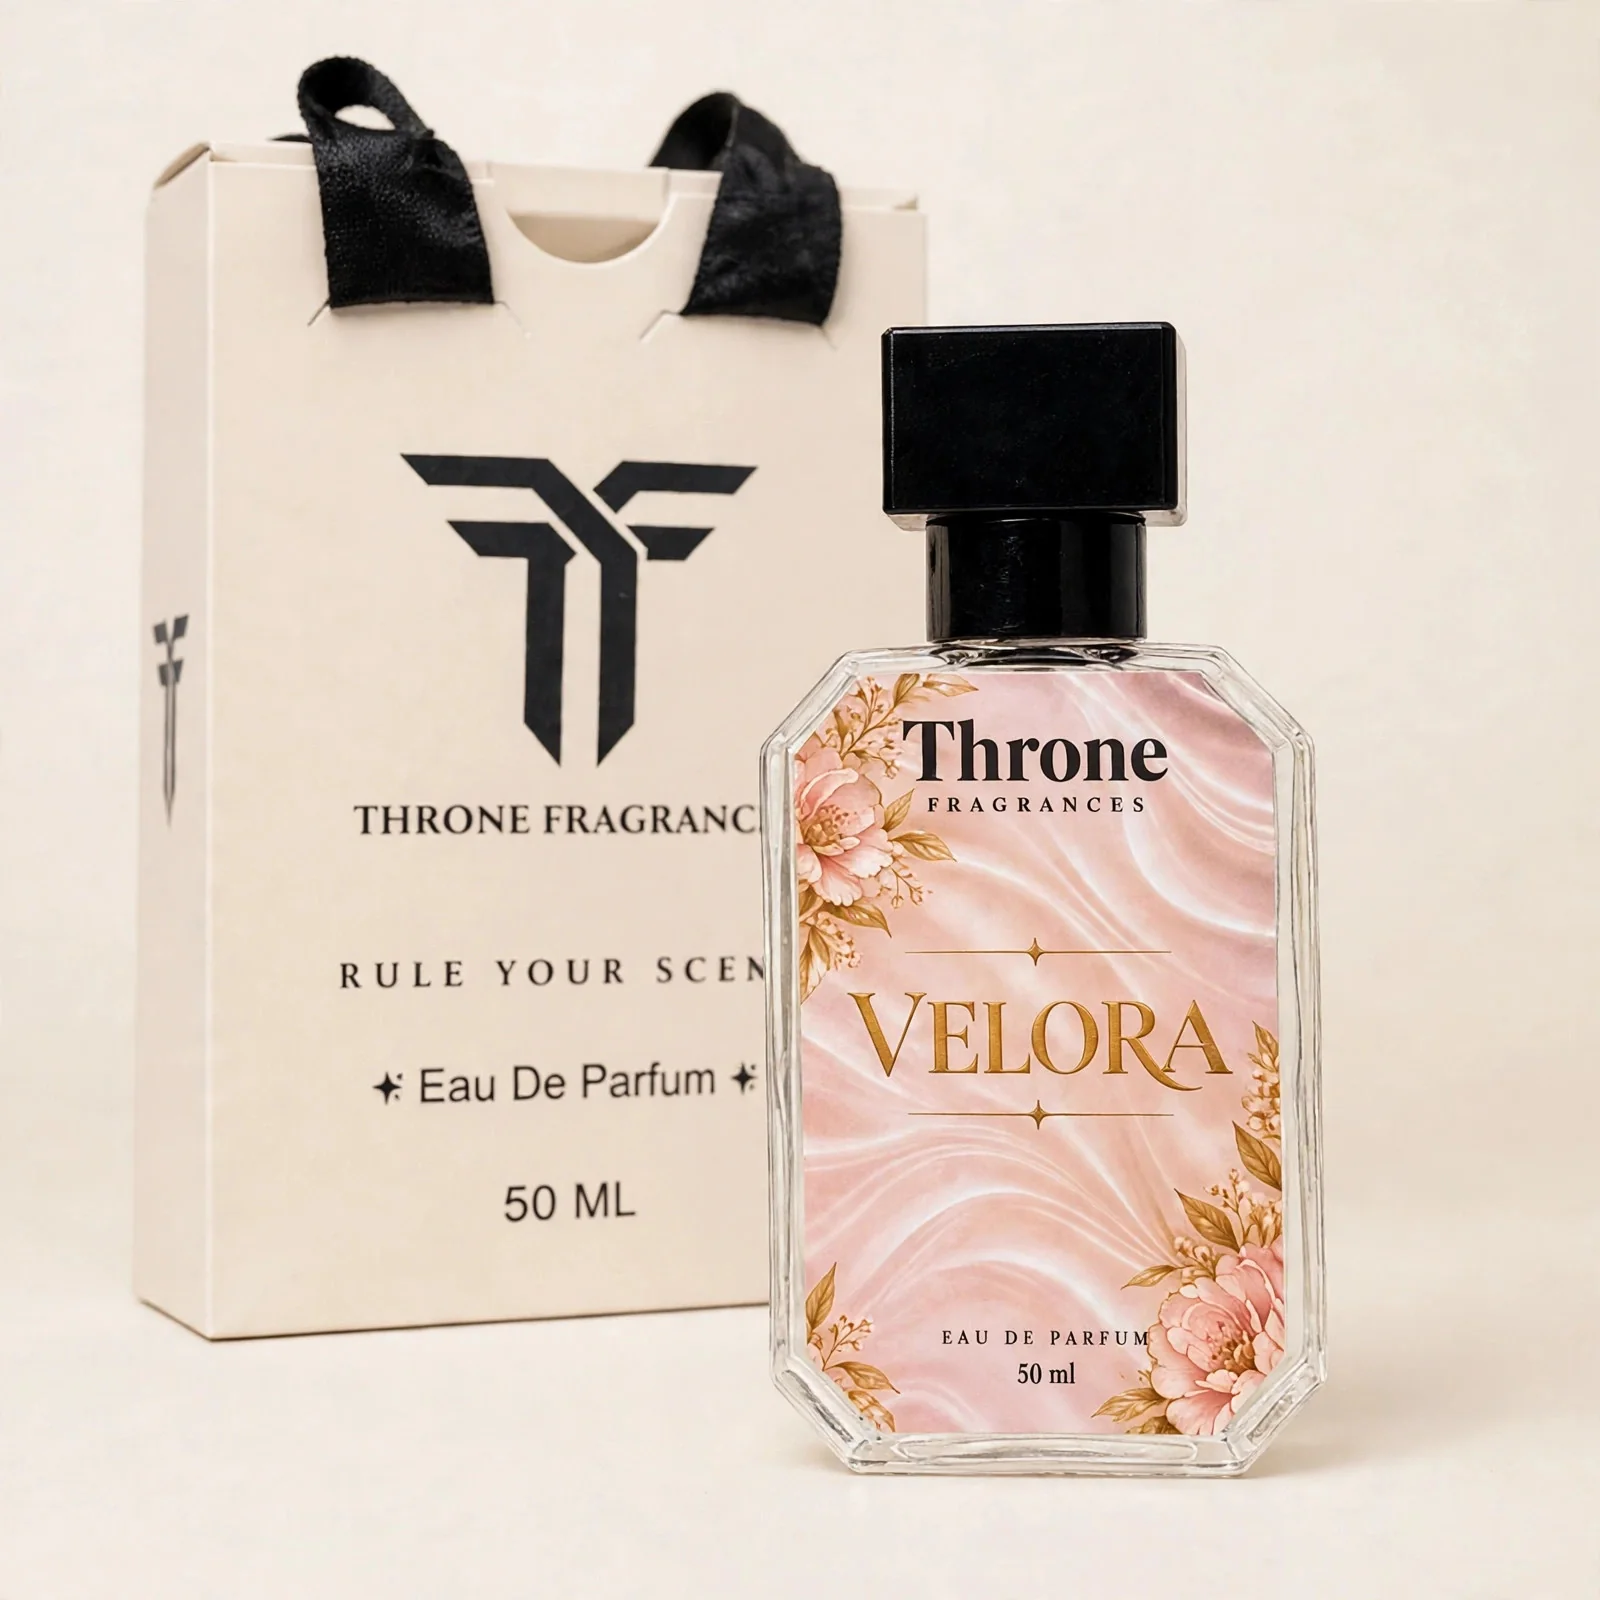 THRONE FRAGRANC
RULE YOUR SCEN
Eau De Parfum
50 ML
Throne
FRAGRANCES
VELORA
EAU DE PARFUM
50 ml